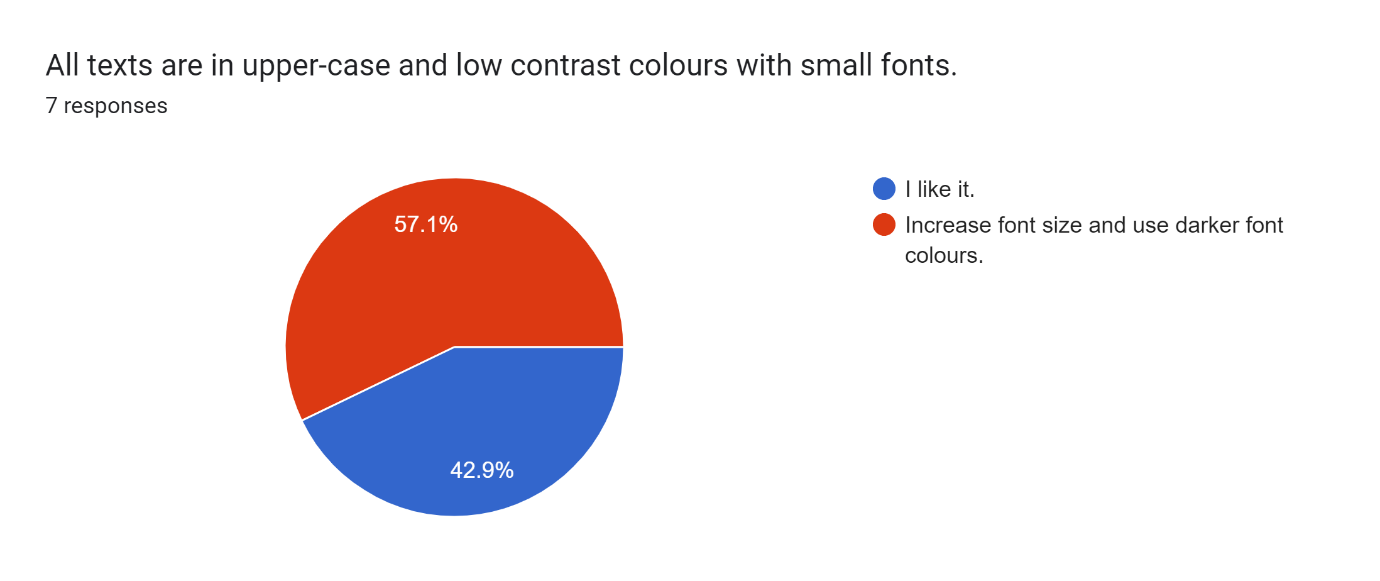 All texts are in upper-case and low contrast colours with small fonts.
7 responses
I like it.
Increase font size and use darker font
colours.
57.1%
42.9%